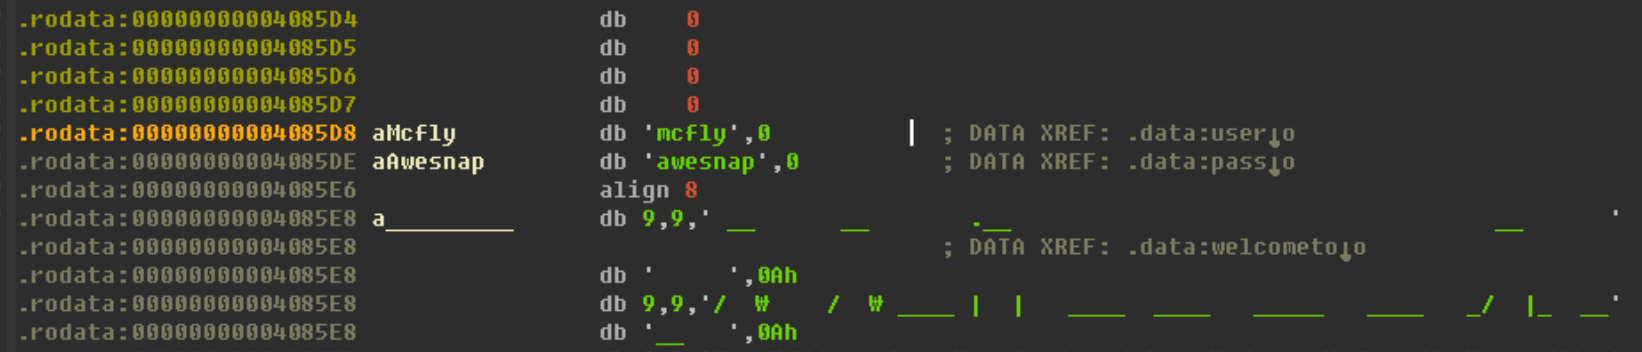 .rodata:00000000004085D4 db 0
.rodata:00000000004085D5 db 0
.rodata:00000000004085D6 db 0
.rodata:00000000004085D7 db 0
.rodata:00000000004085D8 aMcfly db 'mcfly',0 ; DATA XREF: .data:user↓o
.rodata:00000000004085DE aAwesnap db 'awesnap',0 ; DATA XREF: .data:pass↓o
.rodata:00000000004085E6 align 8
.rodata:00000000004085E8 a_________ db 9,9,' __      __         .__                                   __       '
.rodata:00000000004085E8 ; DATA XREF: .data:welcometo↓o
.rodata:00000000004085E8 db '      ',0Ah
.rodata:00000000004085E8 db 9,9,'/  ₩    /  ₩ ____ |  |   ____  ____   _____   ____   _/  |_  __'
.rodata:00000000004085E8 db '__    ',0Ah